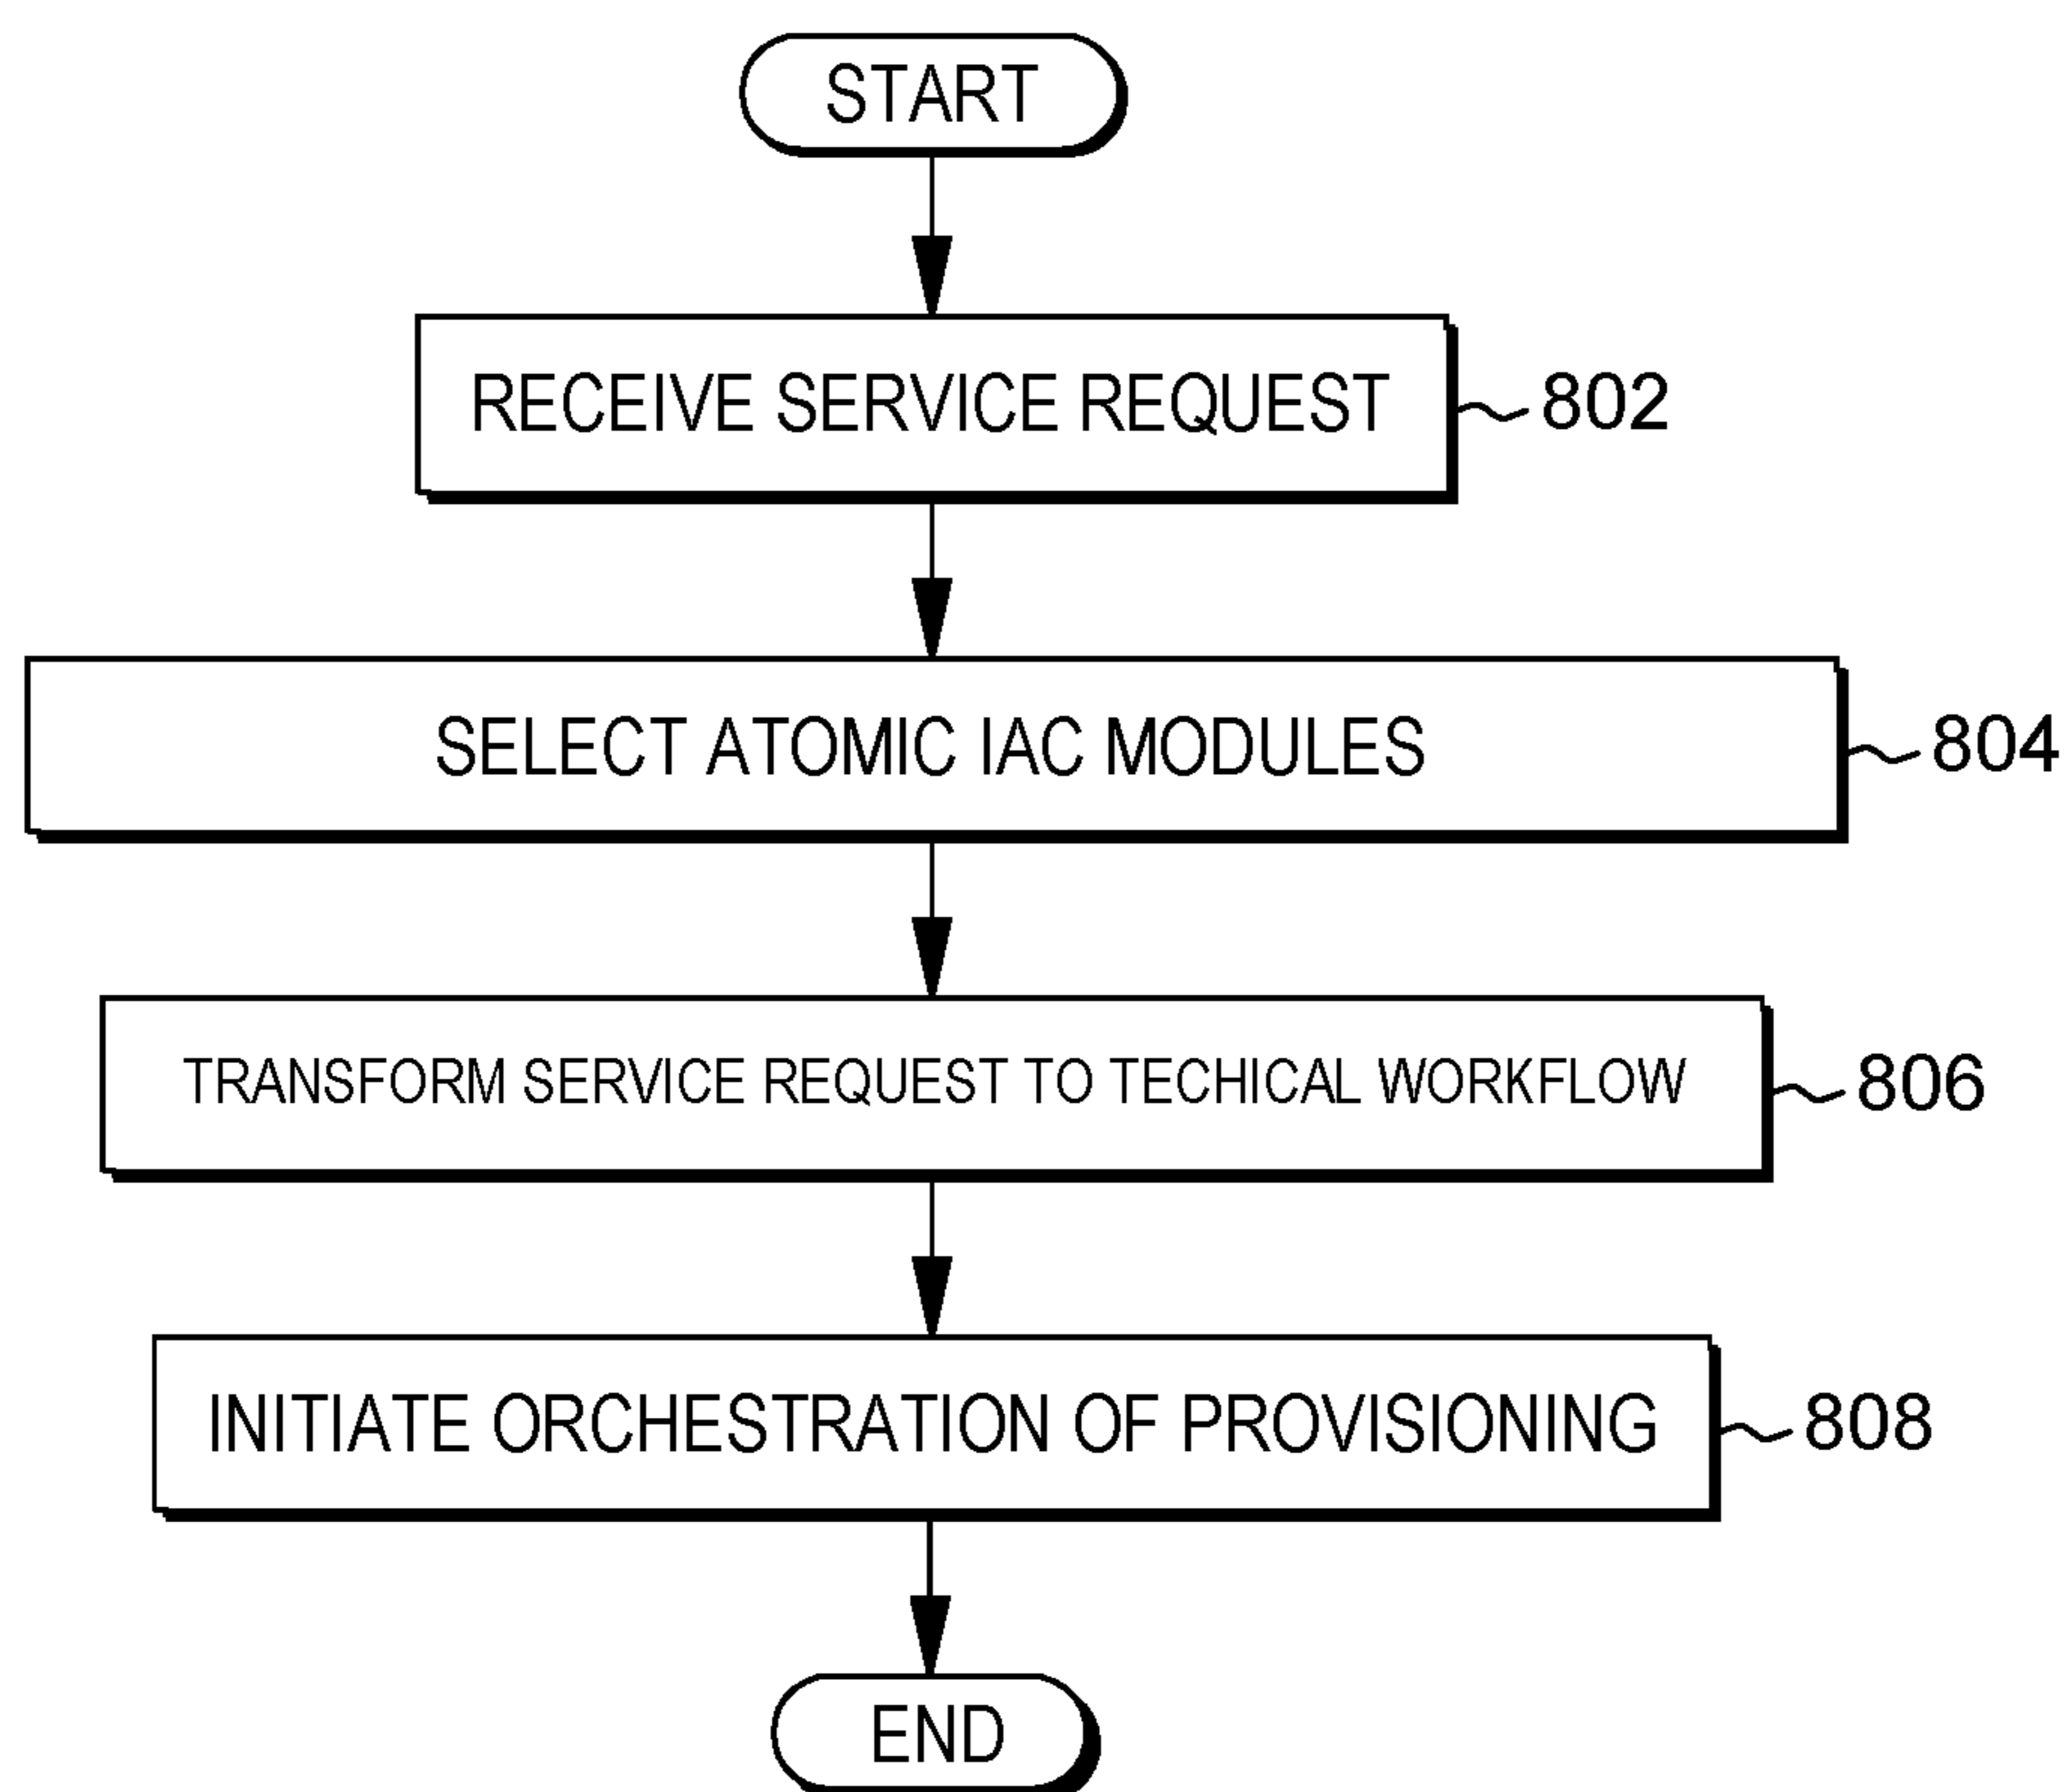 START
RECEIVE SERVICE REQUEST
802
SELECT ATOMIC IAC MODULES
804
TRANSFORM SERVICE REQUEST TO TECHICAL WORKFLOW
806
INITIATE ORCHESTRATION OF PROVISIONING
808
END